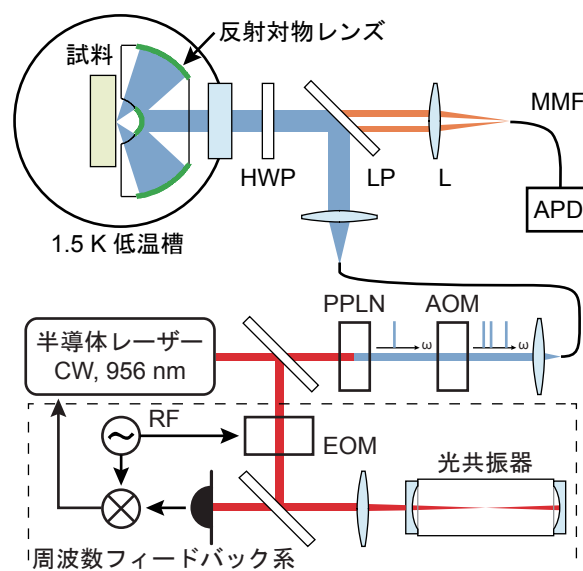 反射対物レンズ
試料
MMF
HWP
LP
L
APD
1.5 K 低温槽
PPLN
AOM
ω
ω
半導体レーザー
CW, 956 nm
RF
EOM
光共振器
周波数フィードバック系